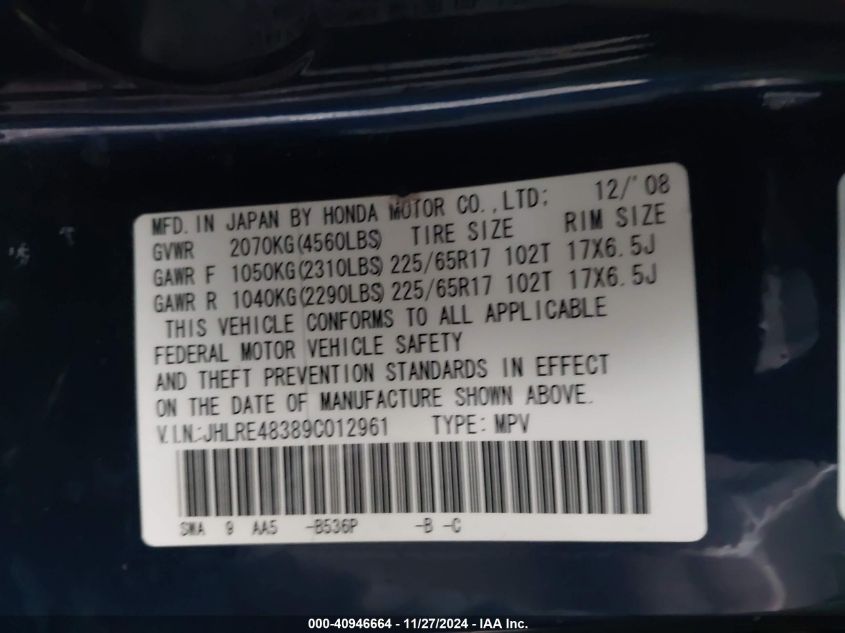 MFD. IN JAPAN BY HONDA MOTOR CO., LTD: 12/'08
GVWR 2070KG(4560LBS) TIRE SIZE RIM SIZE
GAWR F 1050KG(2310LBS) 225/65R17 102T 17X6.5J
GAWR R 1040KG(2290LBS) 225/65R17 102T 17X6.5J
THIS VEHICLE CONFORMS TO ALL APPLICABLE
FEDERAL MOTOR VEHICLE SAFETY
AND THEFT PREVENTION STANDARDS IN EFFECT
ON THE DATE OF MANUFACTURE SHOWN ABOVE.
V.I.N.:JHLRE48389C012961 TYPE: MPV
SWA 9 AA5 -B536P -B -C
000-40946664 - 11/27/2024 - IAA Inc.